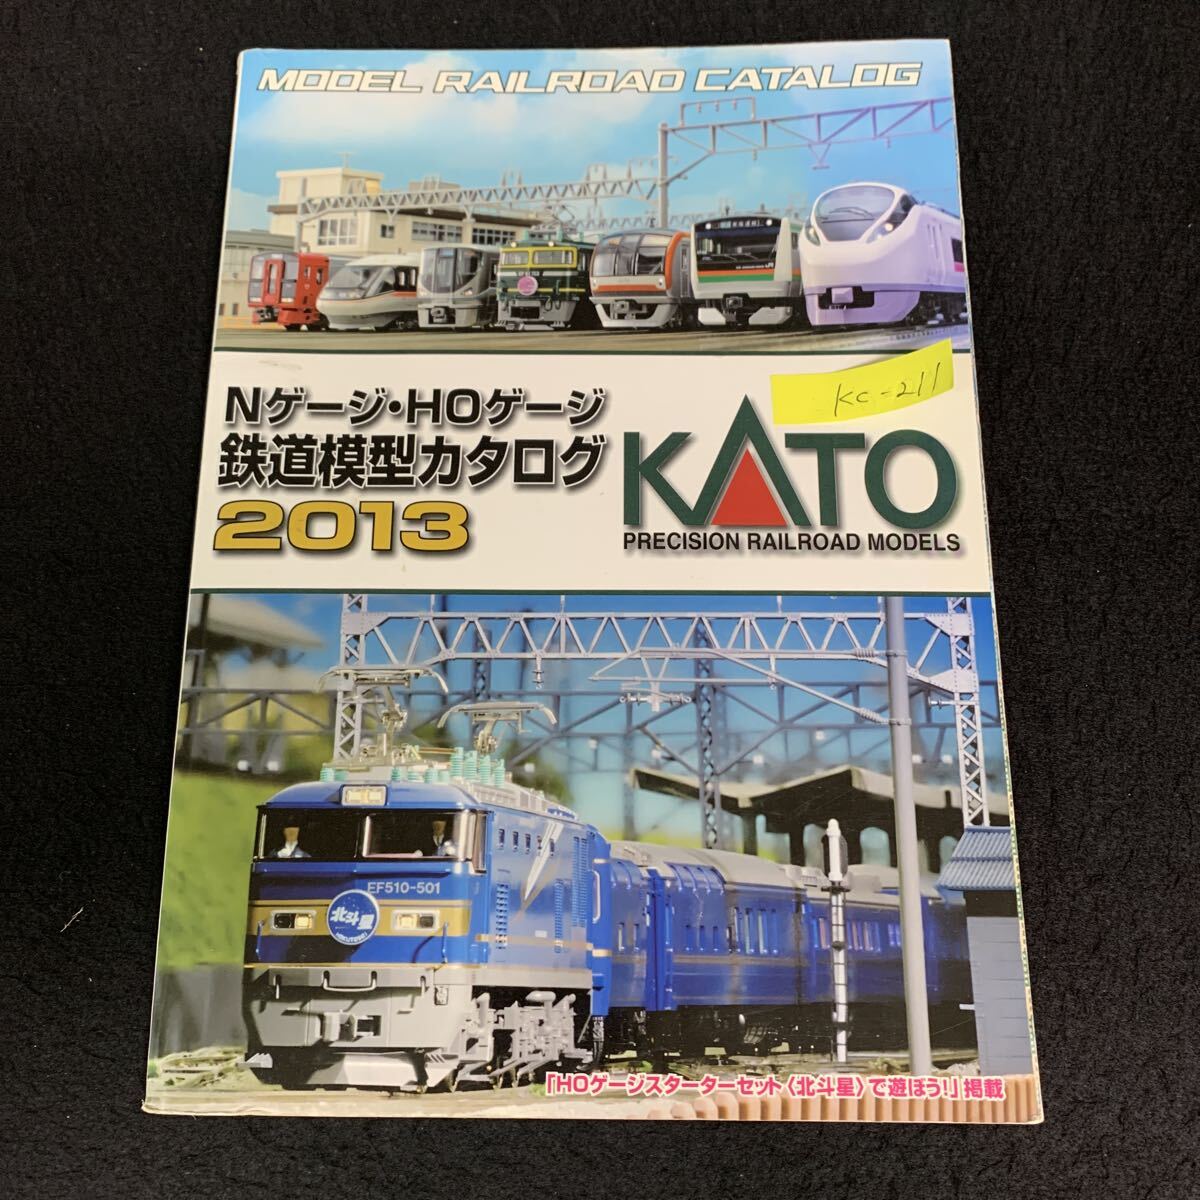 MODEL RAILROAD CATALOG
kc-211
Nゲージ・HOゲージ
鉄道模型カタログ
2013
KATO
PRECISION RAILROAD MODELS
EF510-501
北斗星
HOKUTOSEI
「HOゲージスターターセット〈北斗星〉で遊ぼう!」掲載